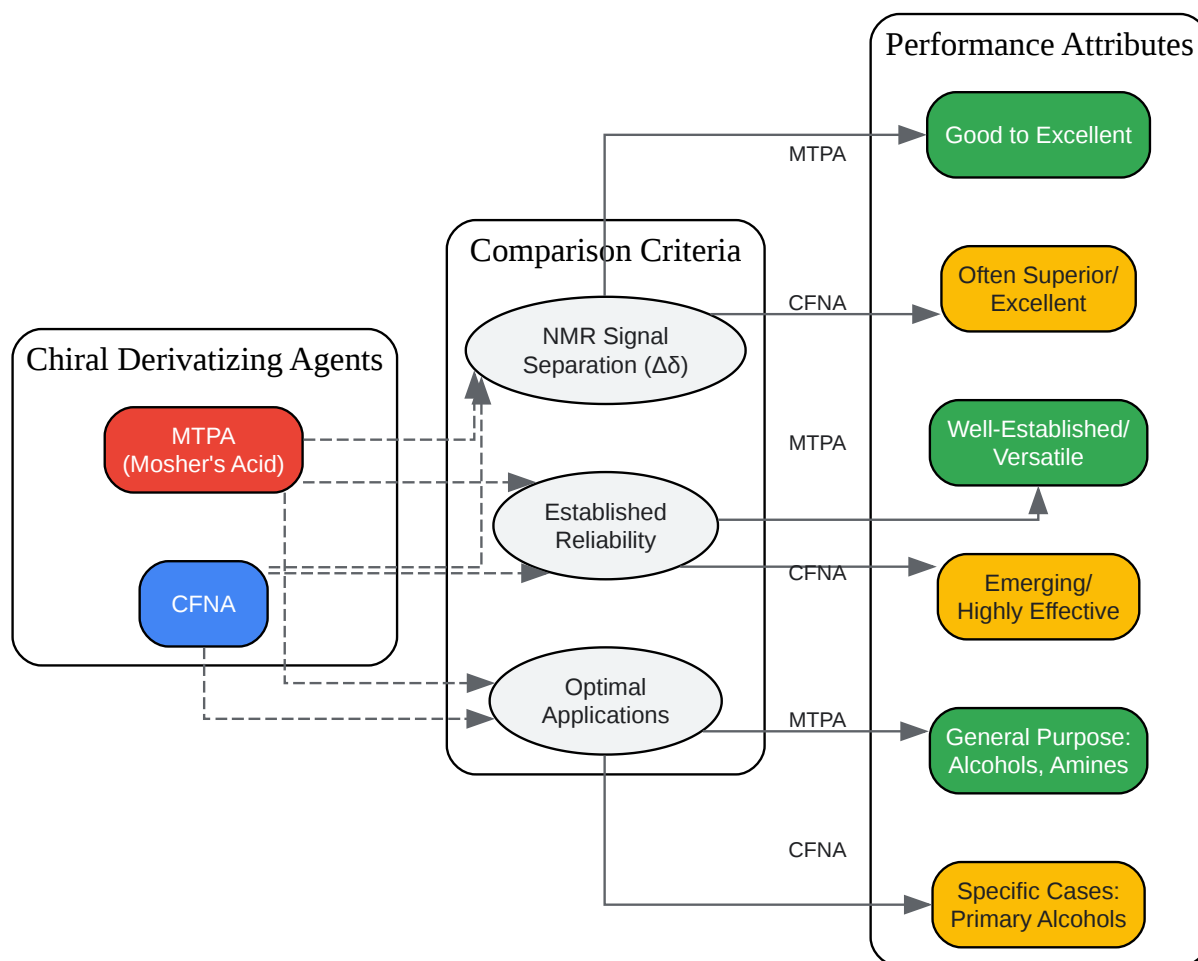 Chiral Derivatizing Agents
MTPA
(Mosher's Acid)
CFNA
Comparison Criteria
NMR Signal
Separation (Δδ)
Established
Reliability
Optimal
Applications
MTPA
CFNA
MTPA
CFNA
MTPA
CFNA
Performance Attributes
Good to Excellent
Often Superior/
Excellent
Well-Established/
Versatile
Emerging/
Highly Effective
General Purpose:
Alcohols, Amines
Specific Cases:
Primary Alcohols